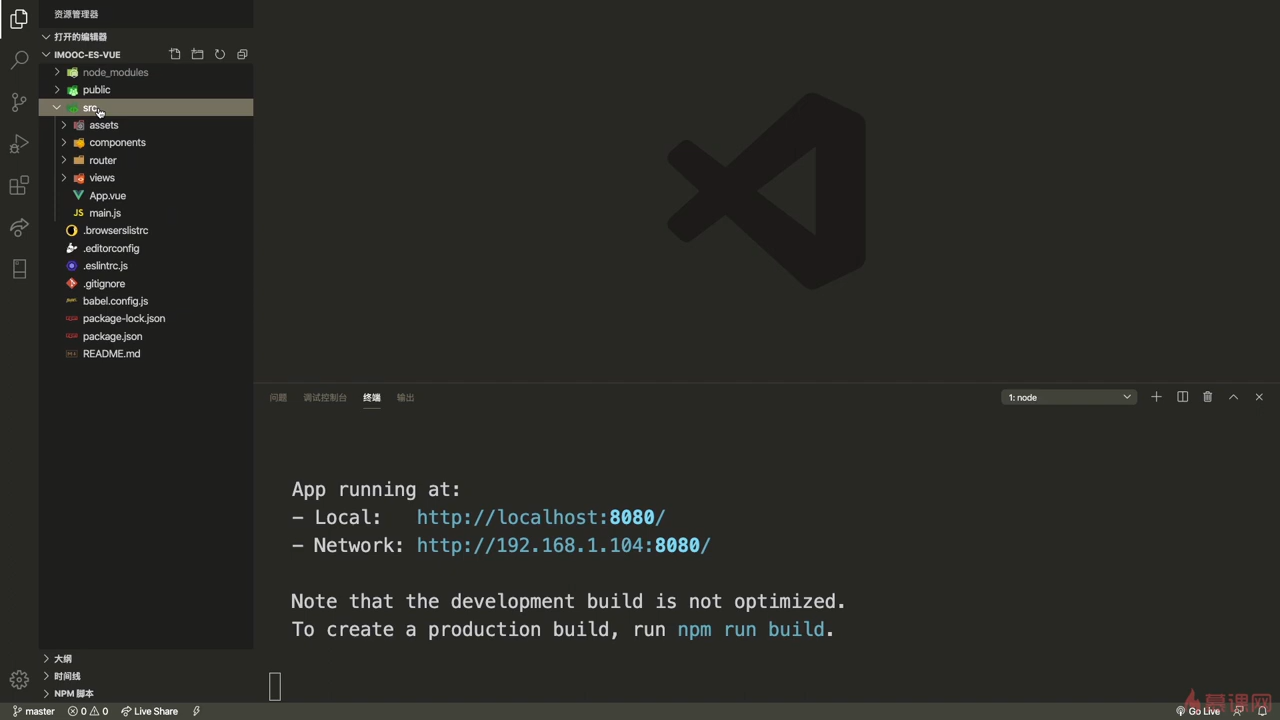 资源管理器
打开的编辑器
IMOOC-ES-VUE
node_modules
public
src
assets
components
router
views
App.vue
JS main.js
.browserslistrc
.editorconfig
.eslintrc.js
.gitignore
babel.config.js
package-lock.json
package.json
README.md
大纲
时间线
NPM 脚本
问题 调试控制台 终端 输出
1: node
App running at:
- Local: http://localhost:8080/
- Network: http://192.168.1.104:8080/
Note that the development build is not optimized.
To create a production build, run npm run build.
master 0 0 Live Share Go Live
慕课网